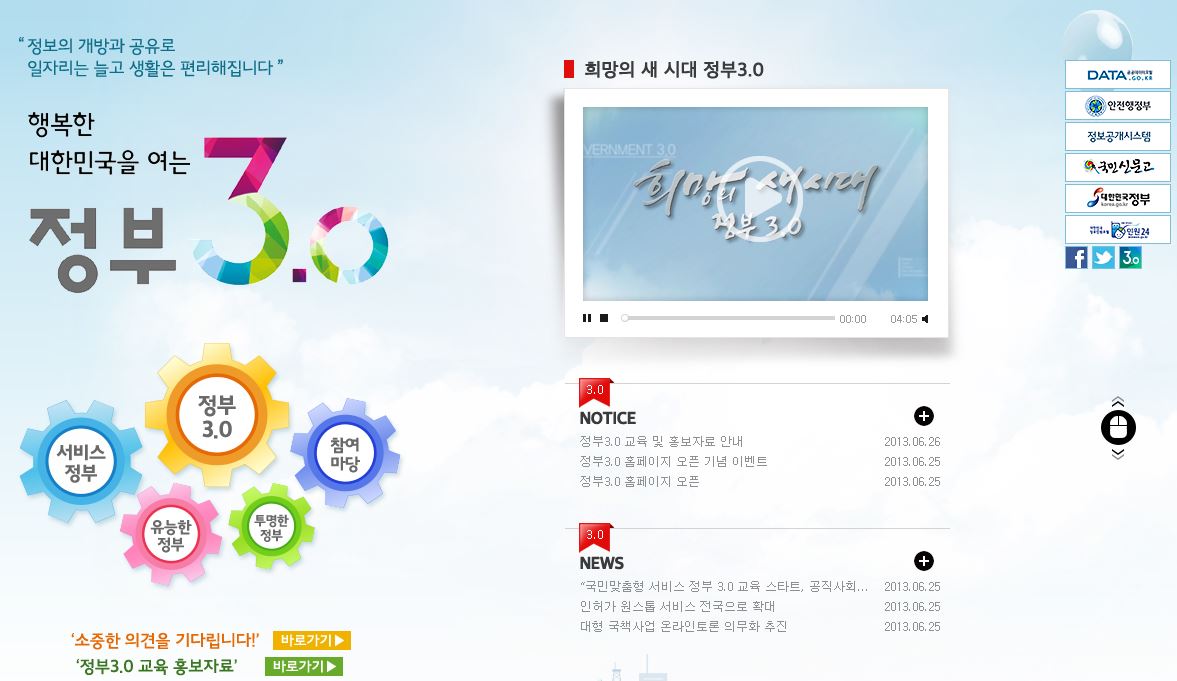 “ 정보의 개방과 공유로
일자리는 늘고 생활은 편리해집니다 ”
행복한
대한민국을 여는
정부 3.0
정부
3.0
서비스
정부
참여
마당
유능한
정부
투명한
정부
‘소중한 의견을 기다립니다!’ 바로가기▶
‘정부3.0 교육 홍보자료’ 바로가기▶
희망의 새 시대 정부3.0
VERNMENT 3.0
희망의 새 시대
정부 3.0
00:00 04:05
3.0
NOTICE
정부3.0 교육 및 홍보자료 안내 2013.06.26
정부3.0 홈페이지 오픈 기념 이벤트 2013.06.25
정부3.0 홈페이지 오픈 2013.06.25
3.0
NEWS
“국민맞춤형 서비스 정부 3.0 교육 스타트, 공직사회... 2013.06.25
인허가 원스톱 서비스 전국으로 확대 2013.06.25
대형 국책사업 온라인토론 의무화 추진 2013.06.25
DATA 공공데이터포털 .GO.KR
안전행정부
정보공개시스템
국민신문고
대한민국정부
korea.go.kr
민원24
3.0